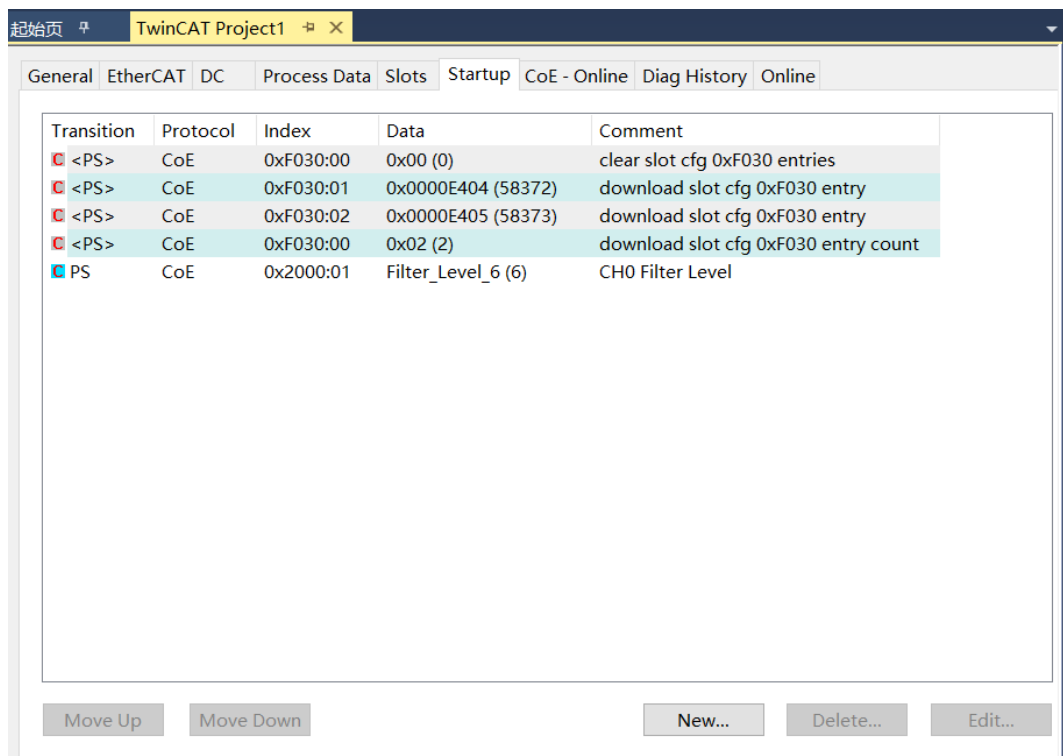 起始页 TwinCAT Project1
General EtherCAT DC Process Data Slots Startup CoE - Online Diag History Online
Transition Protocol Index Data Comment
C <PS> CoE 0xF030:00 0x00 (0) clear slot cfg 0xF030 entries
C <PS> CoE 0xF030:01 0x0000E404 (58372) download slot cfg 0xF030 entry
C <PS> CoE 0xF030:02 0x0000E405 (58373) download slot cfg 0xF030 entry
C <PS> CoE 0xF030:00 0x02 (2) download slot cfg 0xF030 entry count
C PS CoE 0x2000:01 Filter_Level_6 (6) CH0 Filter Level
Move Up Move Down New... Delete... Edit...